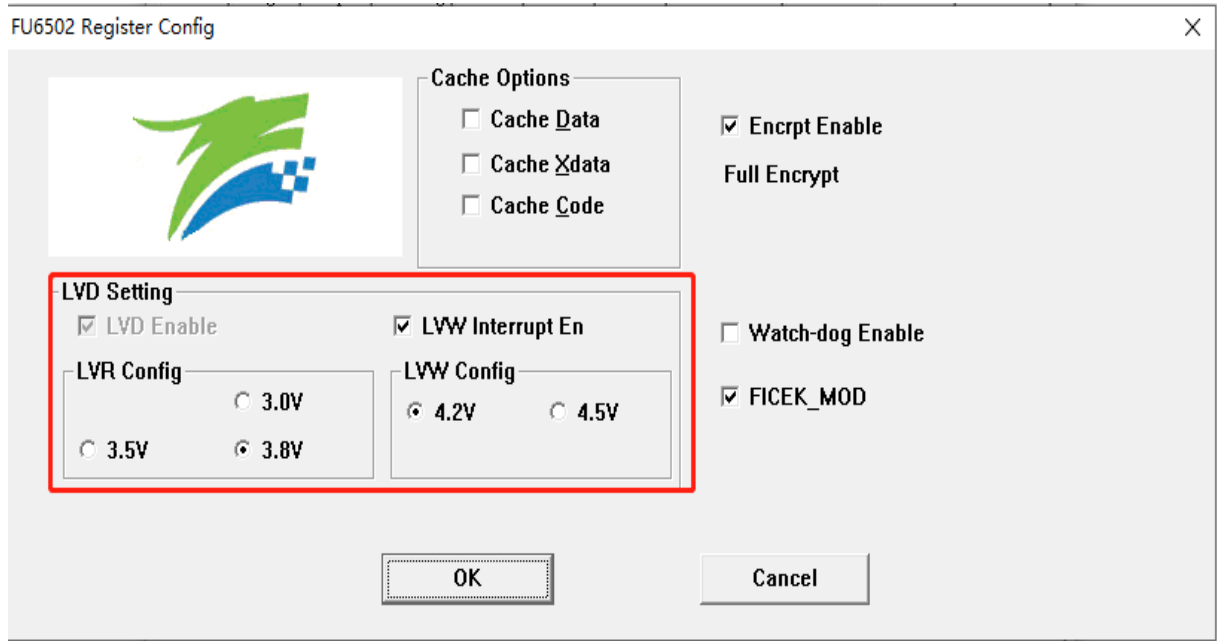 FU6502 Register Config
Cache Options
Cache Data
Cache Xdata
Cache Code
Encrpt Enable
Full Encrypt
LVD Setting
LVD Enable
LVW Interrupt En
LVR Config
3.0V
3.5V
3.8V
LVW Config
4.2V
4.5V
Watch-dog Enable
FICEK_MOD
OK
Cancel